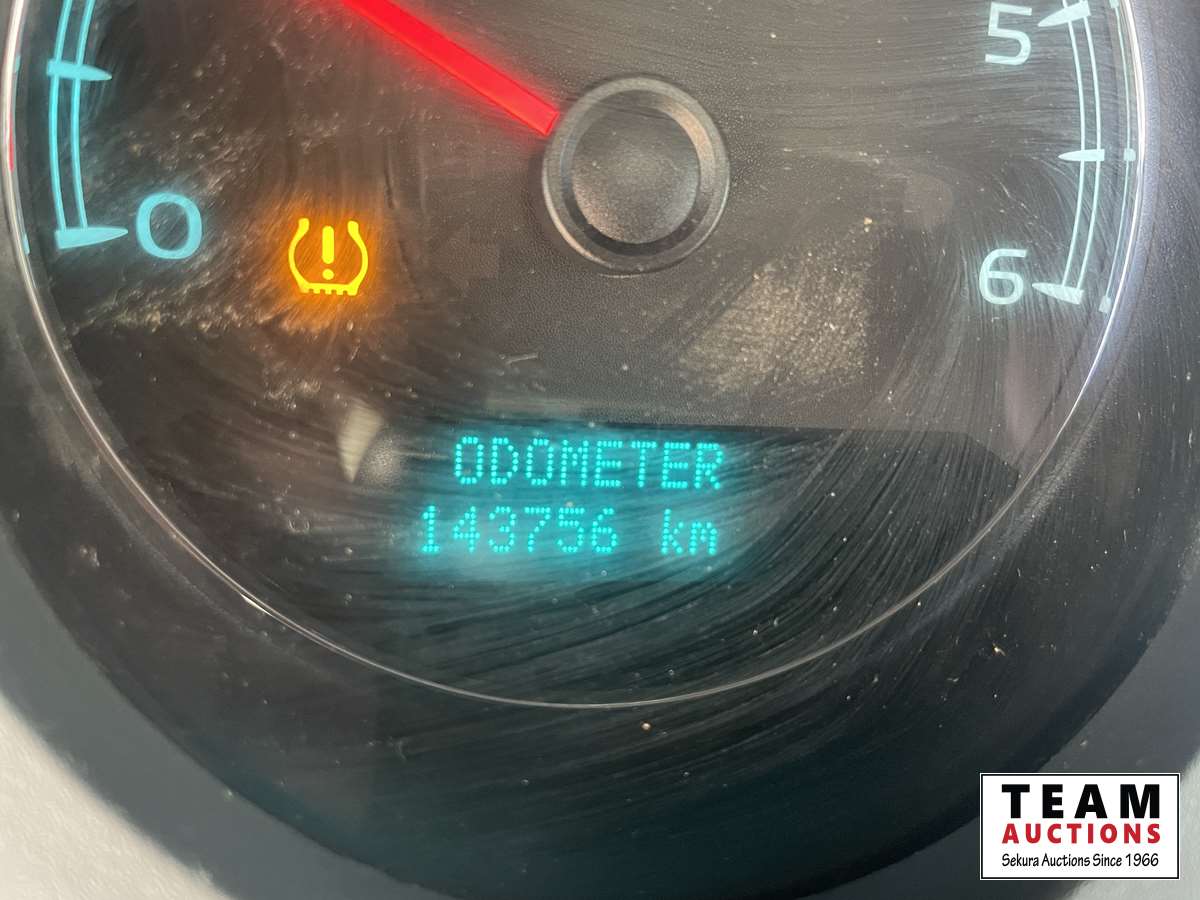 5
0
6
ODOMETER
143756 km
TEAM
AUCTIONS
Sekura Auctions Since 1966